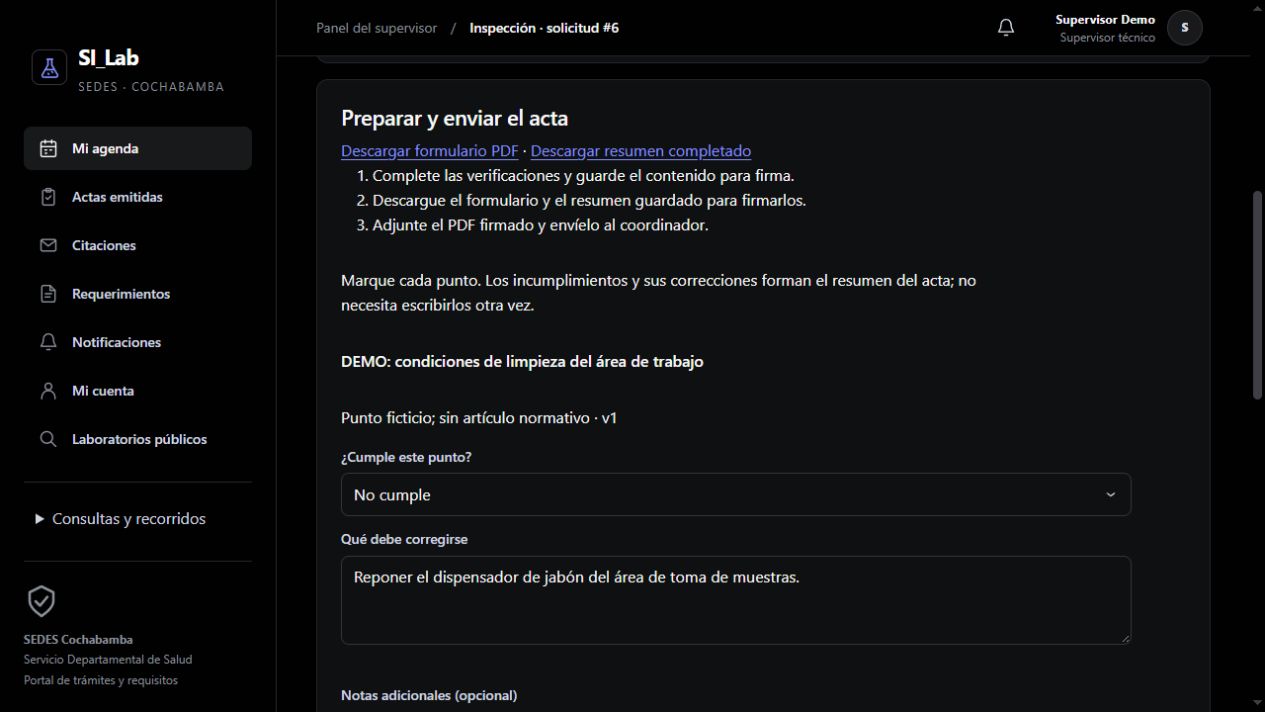 SI_Lab
SEDES · COCHABAMBA
Mi agenda
Actas emitidas
Citaciones
Requerimientos
Notificaciones
Mi cuenta
Laboratorios públicos
Consultas y recorridos
SEDES Cochabamba
Servicio Departamental de Salud
Portal de trámites y requisitos
Panel del supervisor / Inspección · solicitud #6
Supervisor Demo
Supervisor técnico
S
Preparar y enviar el acta
Descargar formulario PDF · Descargar resumen completado
1. Complete las verificaciones y guarde el contenido para firma.
2. Descargue el formulario y el resumen guardado para firmarlos.
3. Adjunte el PDF firmado y envíelo al coordinador.
Marque cada punto. Los incumplimientos y sus correcciones forman el resumen del acta; no
necesita escribirlos otra vez.
DEMO: condiciones de limpieza del área de trabajo
Punto ficticio; sin artículo normativo · v1
¿Cumple este punto?
No cumple
Qué debe corregirse
Reponer el dispensador de jabón del área de toma de muestras.
Notas adicionales (opcional)